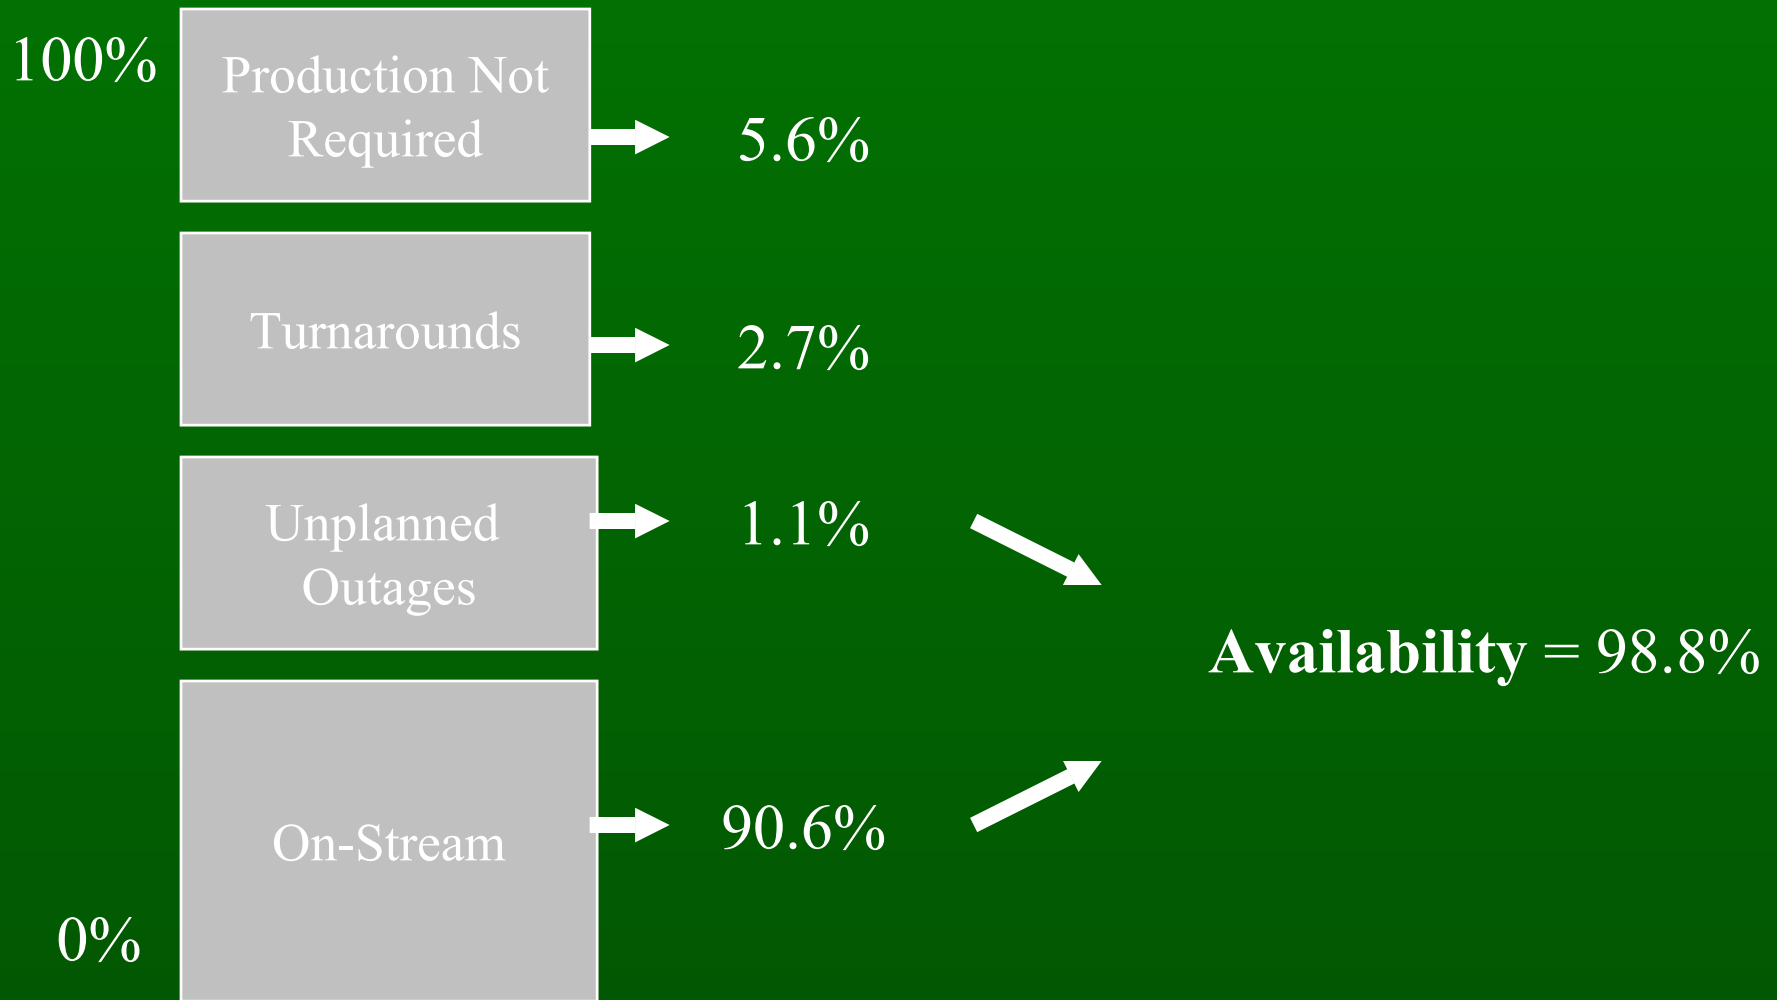 100%
Production Not
Required
5.6%
Turnarounds
2.7%
Unplanned
Outages
1.1%
Availability = 98.8%
On-Stream
90.6%
0%